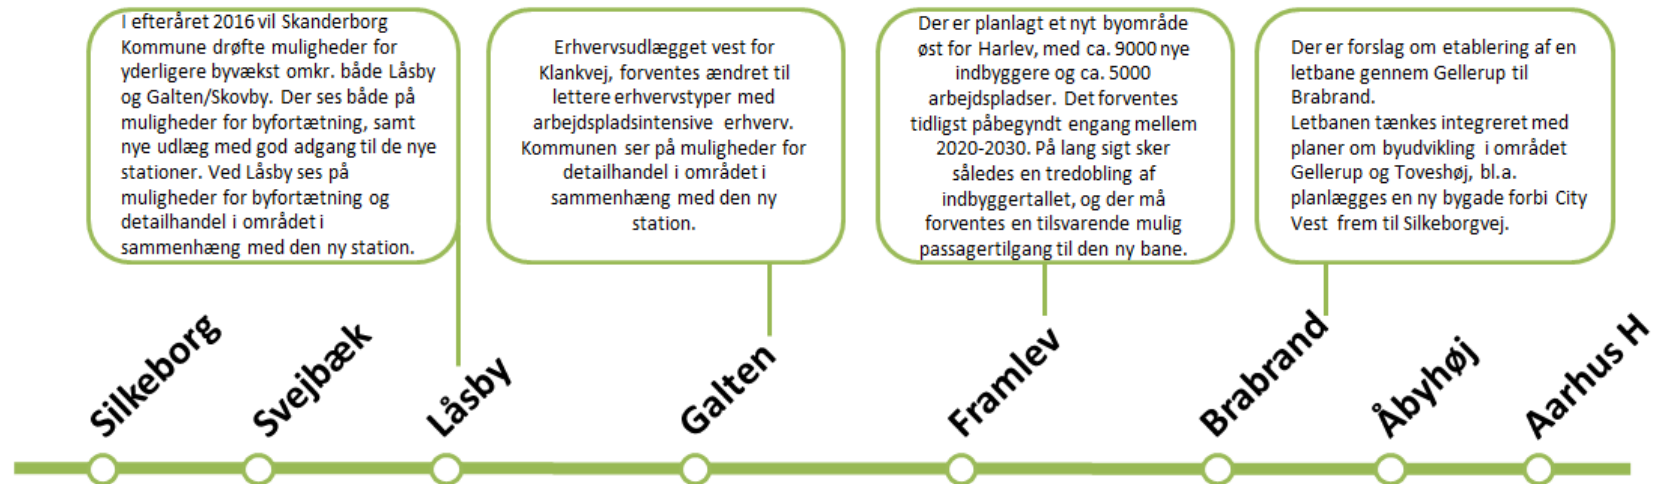 I efteråret 2016 vil Skanderborg
Kommune drøfte muligheder for
yderligere byvækst omkr. både Låsby
og Galten/Skovby. Der ses både på
muligheder for byfortætning, samt
nye udlæg med god adgang til de nye
stationer. Ved Låsby ses på
muligheder for byfortætning og
detailhandel i området i
sammenhæng med den ny station.
Erhvervsudlægget vest for
Klankvej, forventes ændret til
lettere erhvervstyper med
arbejdspladsintensive erhverv.
Kommunen ser på muligheder for
detailhandel i området i
sammenhæng med den ny
station.
Der er planlagt et nyt byområde
øst for Harlev, med ca. 9000 nye
indbyggere og ca. 5000
arbejdspladser. Det forventes
tidligst påbegyndt engang mellem
2020-2030. På lang sigt sker
således en tredobling af
indbyggertallet, og der må
forventes en tilsvarende mulig
passagertilgang til den ny bane.
Der er forslag om etablering af en
letbane gennem Gellerup til
Brabrand.
Letbanen tænkes integreret med
planer om byudvikling i området
Gellerup og Toveshøj, bl.a.
planlægges en ny bygade forbi City
Vest frem til Silkeborgvej.
Silkeborg
Svejbæk
Låsby
Galten
Framlev
Brabrand
Åbyhøj
Aarhus H